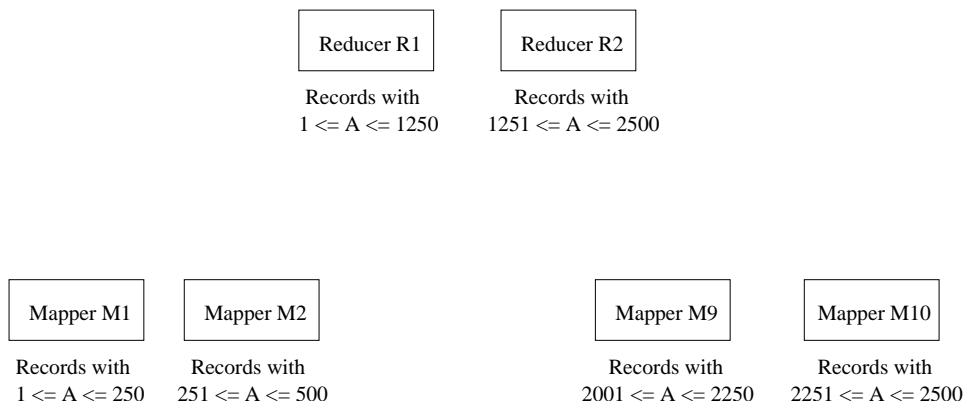 Reducer R1
Reducer R2
Records with
1 <= A <= 1250
Records with
1251 <= A <= 2500
Mapper M1
Mapper M2
Mapper M9
Mapper M10
Records with
1 <= A <= 250
Records with
251 <= A <= 500
Records with
2001 <= A <= 2250
Records with
2251 <= A <= 2500